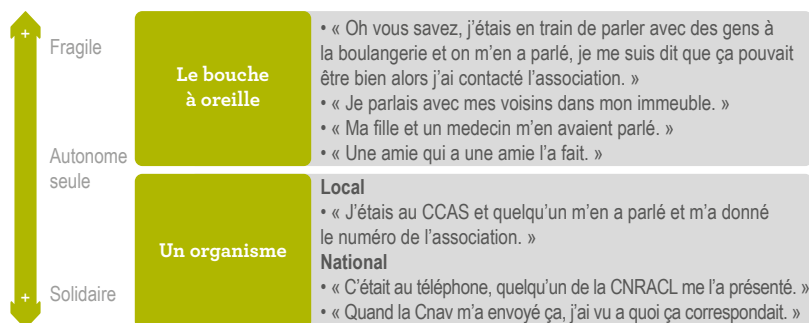 +
Fragile
Autonome
seule
Solidaire
+
Le bouche
à oreille
• « Oh vous savez, j’étais en train de parler avec des gens à
la boulangerie et on m’en a parlé, je me suis dit que ça pouvait
être bien alors j’ai contacté l’association. »
• « Je parlais avec mes voisins dans mon immeuble. »
• « Ma fille et un medecin m’en avaient parlé. »
• « Une amie qui a une amie l’a fait. »
Un organisme
Local
• « J’étais au CCAS et quelqu’un m’en a parlé et m’a donné
le numéro de l’association. »
National
• « C’était au téléphone, quelqu’un de la CNRACL me l’a présenté. »
• « Quand la Cnav m’a envoyé ça, j’ai vu a quoi ça correspondait. »